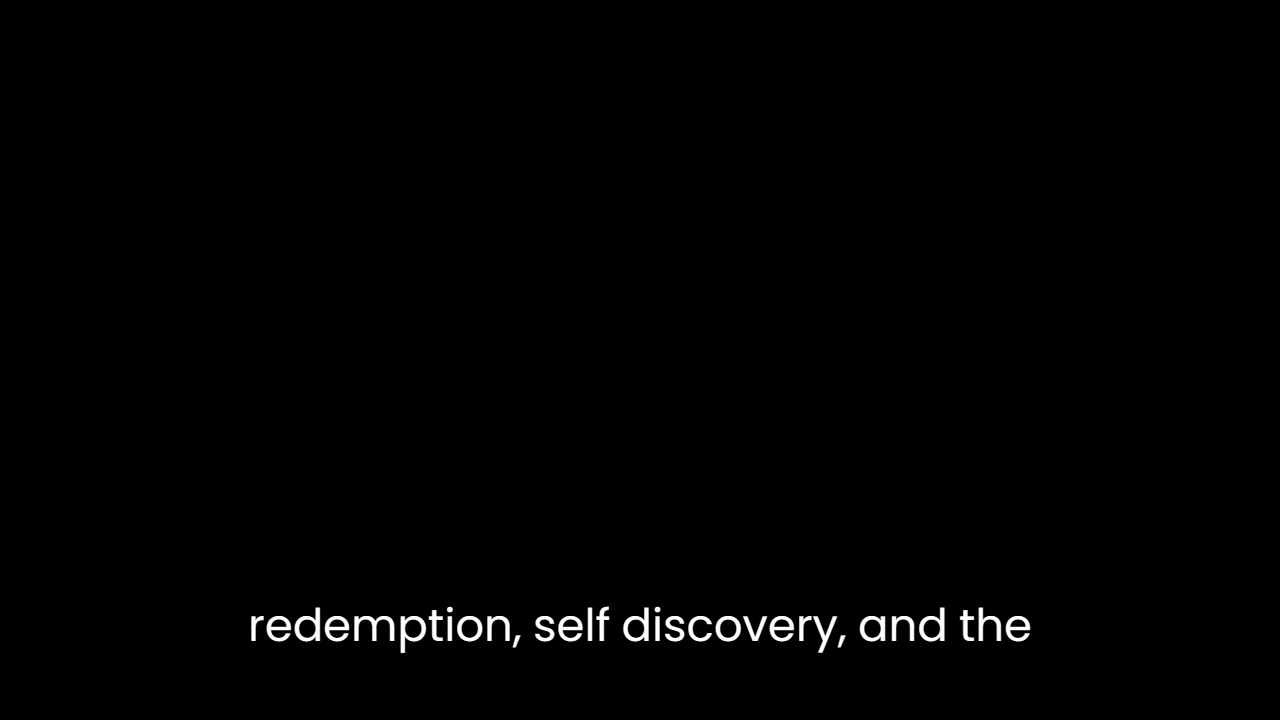 redemption, self discovery, and the